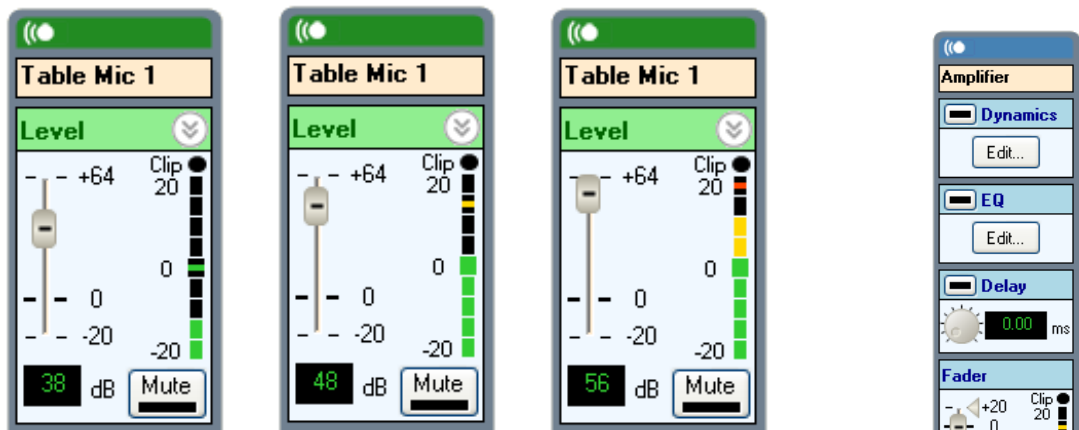 Table Mic 1
Level
Clip
+64
20
0
0
-20
-20
38 dB Mute
Table Mic 1
Level
Clip
+64
20
0
0
-20
-20
48 dB Mute
Table Mic 1
Level
Clip
+64
20
0
0
-20
-20
56 dB Mute
Amplifier
Dynamics
Edit...
EQ
Edit...
Delay
0.00 ms
Fader
Clip
+20 20
0